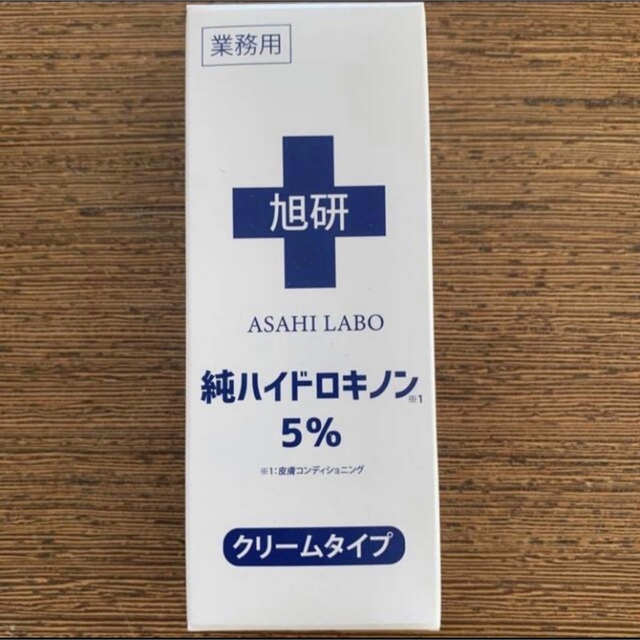 業務用
旭研
ASAHI LABO
純ハイドロキノン※1
5%
※1:皮膚コンディショニング
クリームタイプ